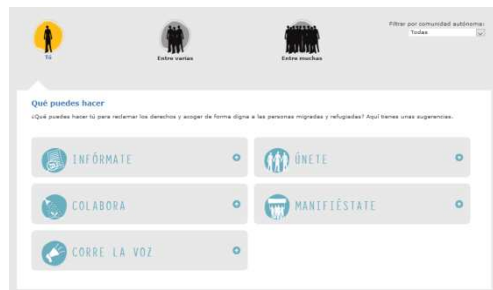 Filtrar por comunidad autónoma:
Todas
Tú
Entre varias
Entre muchas
Qué puedes hacer
¿Qué puedes hacer tú para reclamar los derechos y acoger de forma digna a las personas migradas y refugiadas? Aquí tienes unas sugerencias.
INFÓRMATE
ÚNETE
COLABORA
MANIFIÉSTATE
CORRE LA VOZ